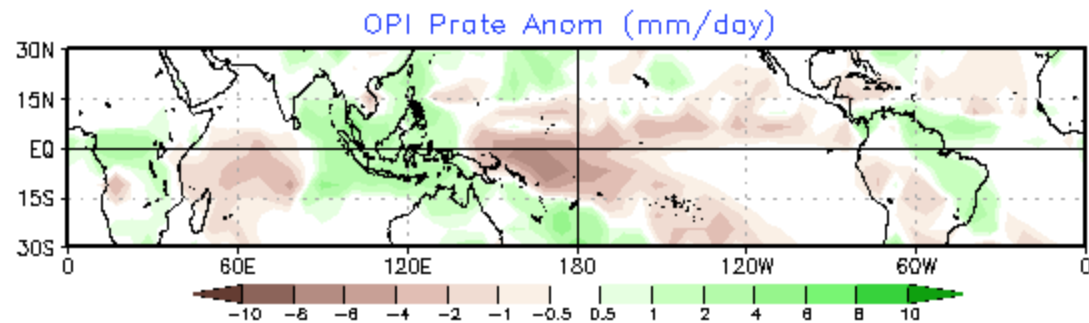 OPI Prate Anom (mm/day)
30N
15N
EQ
15S
30S
0 60E 120E 180 120W 60W 0
-10 -8 -6 -4 -2 -1 -0.5 0.5 1 2 4 6 8 10